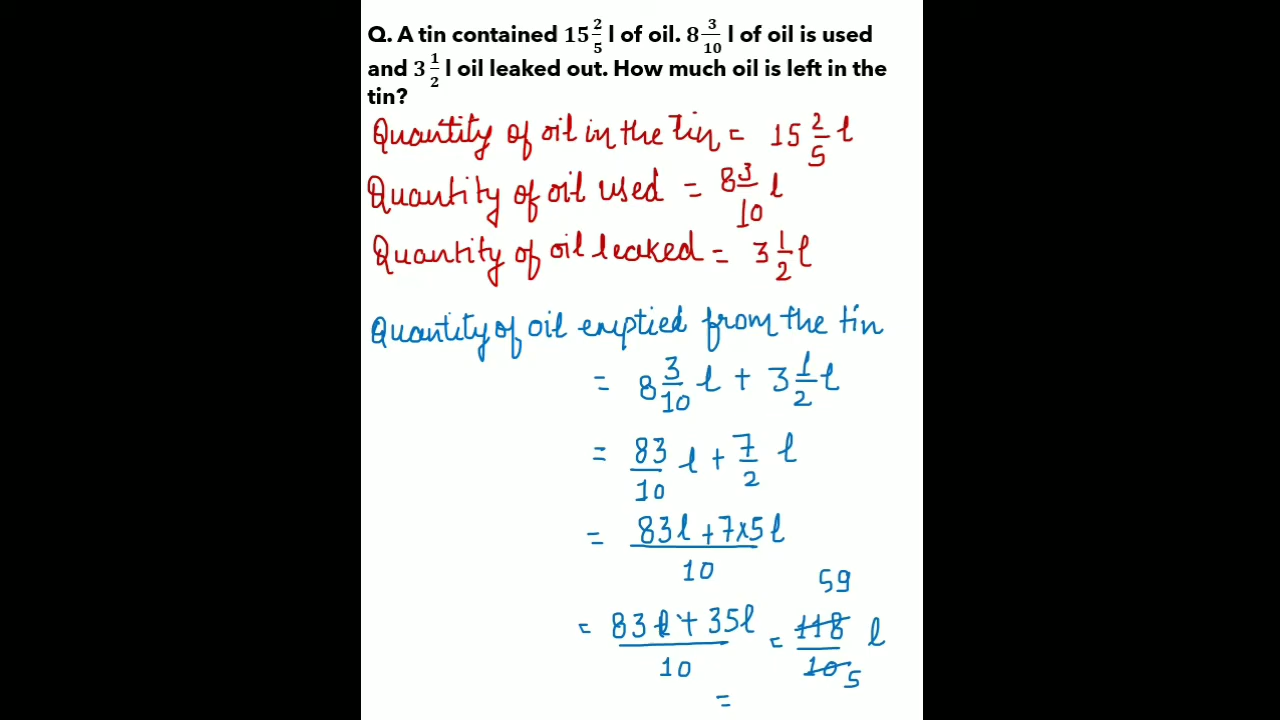 Q. A tin contained 15 2/5 l of oil. 8 3/10 l of oil is used
and 3 1/2 l oil leaked out. How much oil is left in the
tin?
Quantity of oil in the tin = 15 2/5 l
Quantity of oil used = 8 3/10 l
Quantity of oil leaked = 3 1/2 l
Quantity of oil emptied from the tin
= 8 3/10 l + 3 1/2 l
= 83/10 l + 7/2 l
= 83l + 7x5l / 10
= 83l + 35l / 10 = 59 118/10 5 l
=